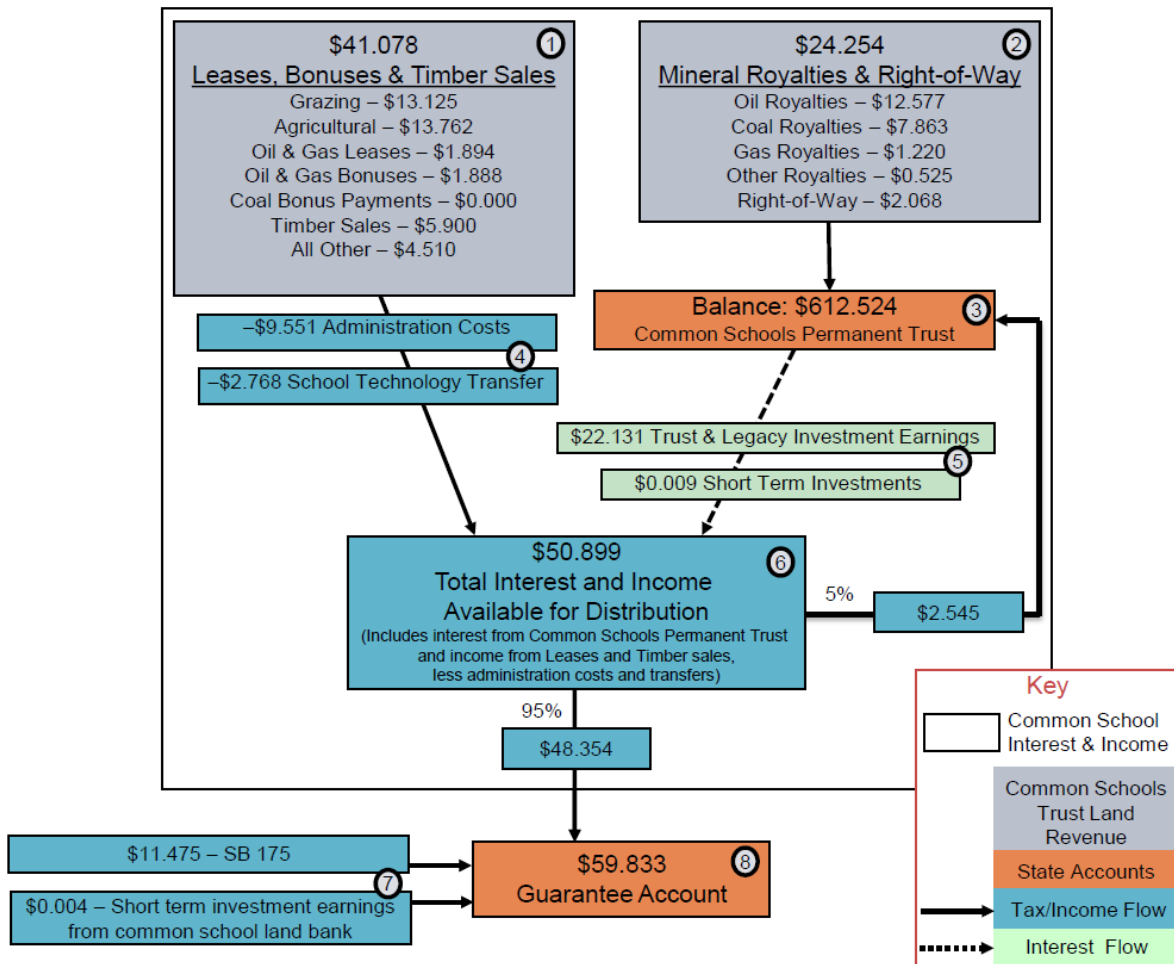 $41.078
1
Leases, Bonuses & Timber Sales
Grazing – $13.125
Agricultural – $13.762
Oil & Gas Leases – $1.894
Oil & Gas Bonuses – $1.888
Coal Bonus Payments – $0.000
Timber Sales – $5.900
All Other – $4.510
$24.254
2
Mineral Royalties & Right-of-Way
Oil Royalties – $12.577
Coal Royalties – $7.863
Gas Royalties – $1.220
Other Royalties – $0.525
Right-of-Way – $2.068
–$9.551 Administration Costs
4
–$2.768 School Technology Transfer
Balance: $612.524
3
Common Schools Permanent Trust
$22.131 Trust & Legacy Investment Earnings
5
$0.009 Short Term Investments
$50.899
6
Total Interest and Income
Available for Distribution
(Includes interest from Common Schools Permanent Trust
and income from Leases and Timber sales,
less administration costs and transfers)
5%
$2.545
95%
$48.354
$11.475 – SB 175
7
$0.004 – Short term investment earnings
from common school land bank
$59.833
8
Guarantee Account
Key
Common School
Interest & Income
Common Schools
Trust Land
Revenue
State Accounts
Tax/Income Flow
Interest Flow